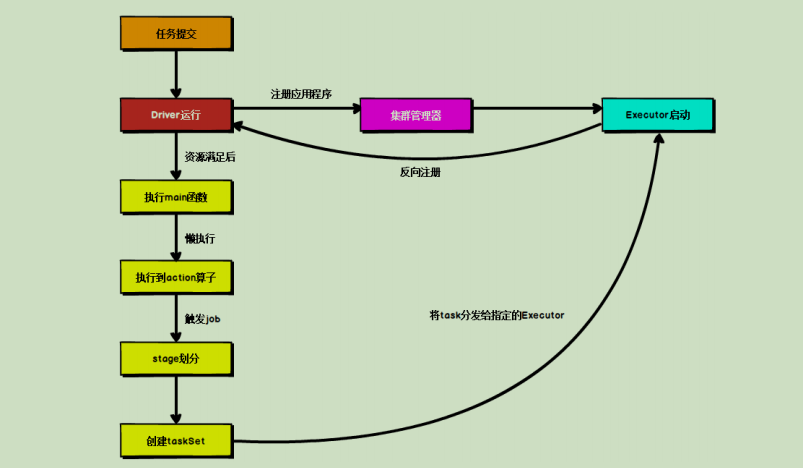 任务提交
注册应用程序
Driver运行
集群管理器
Executor启动
资源满足后
反向注册
执行main函数
懒执行
执行到action算子
触发job
将task分发给指定的Executor
stage划分
创建taskSet